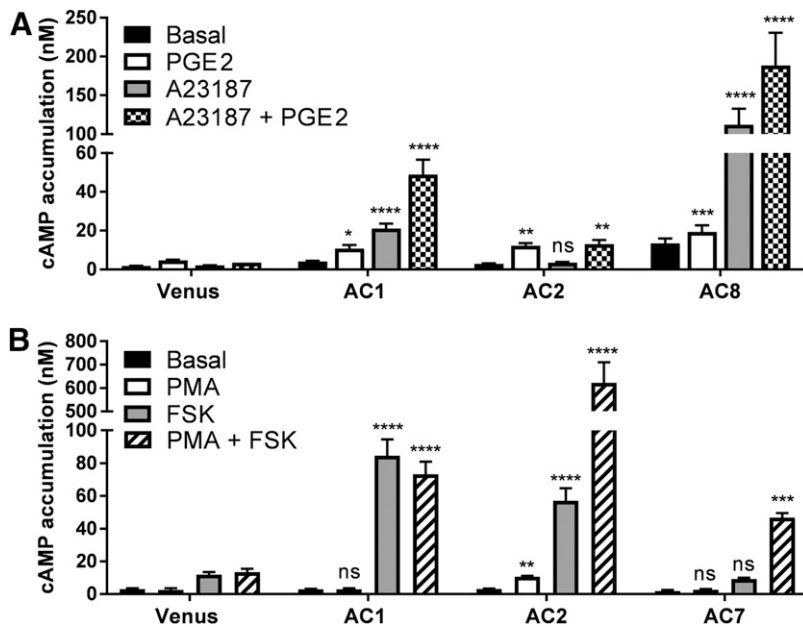 A
cAMP accumulation (nM)
250
200
150
100
60
40
20
0
Basal
PGE2
A23187
A23187 + PGE2
*
****
****
**
ns
**
***
****
****
Venus
AC1
AC2
AC8
B
cAMP accumulation (nM)
800
700
600
500
100
80
60
40
20
0
Basal
PMA
FSK
PMA + FSK
ns
****
****
**
****
****
ns
ns
***
Venus
AC1
AC2
AC7